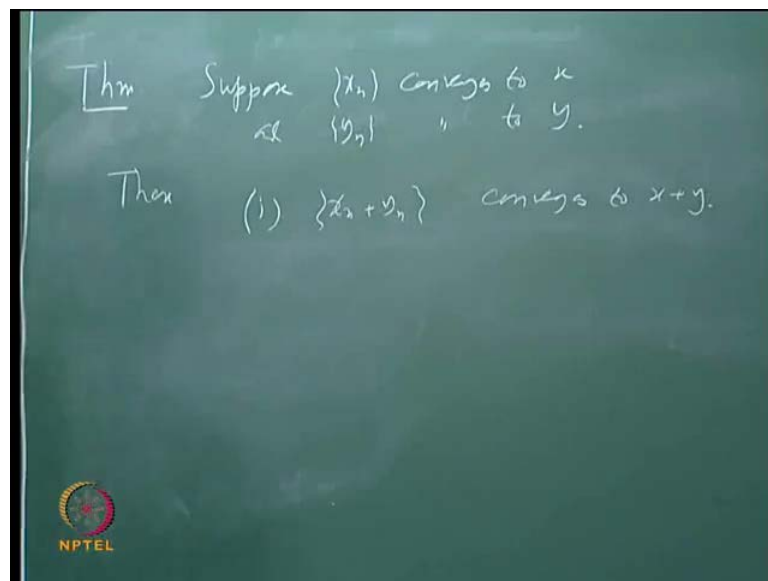 Thm Suppose {xₙ} converges to x
and {yₙ} " to y.
Then (i) {xₙ + yₙ} converges to x+y.
NPTEL